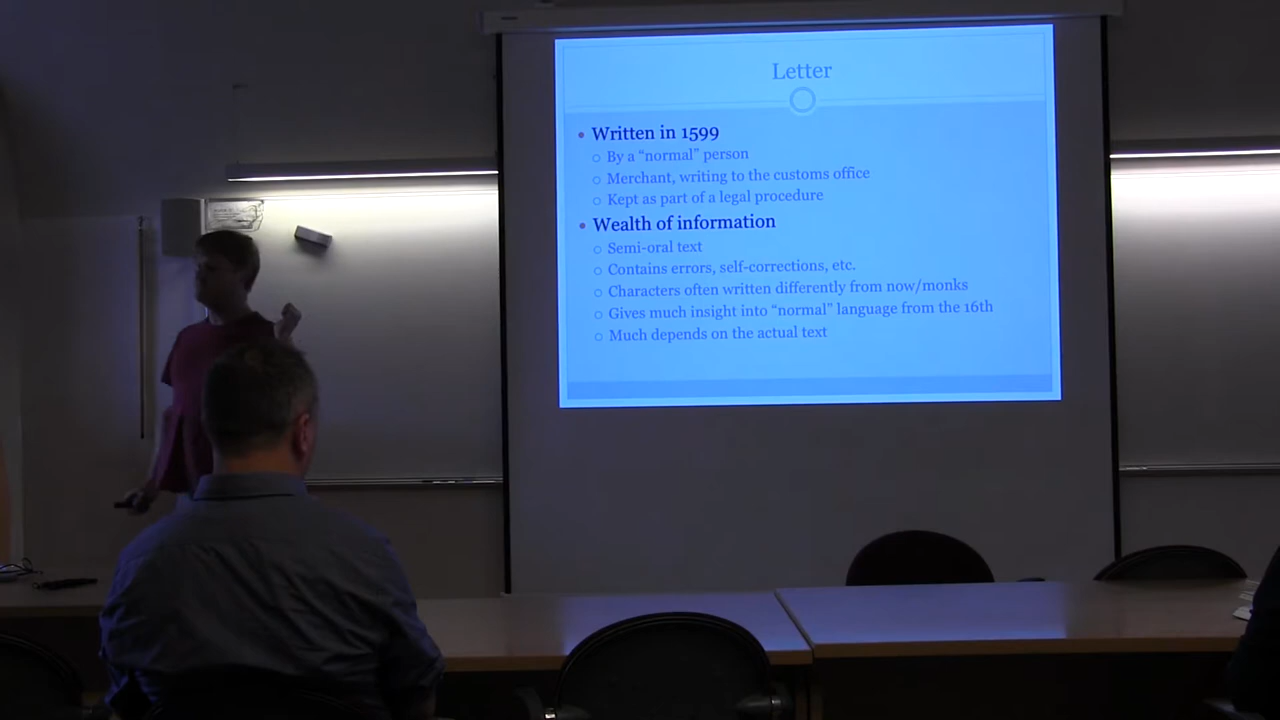 Letter
• Written in 1599
○ By a “normal” person
○ Merchant, writing to the customs office
○ Kept as part of a legal procedure
• Wealth of information
○ Semi-oral text
○ Contains errors, self-corrections, etc.
○ Characters often written differently from now/monks
○ Gives much insight into “normal” language from the 16th
○ Much depends on the actual text